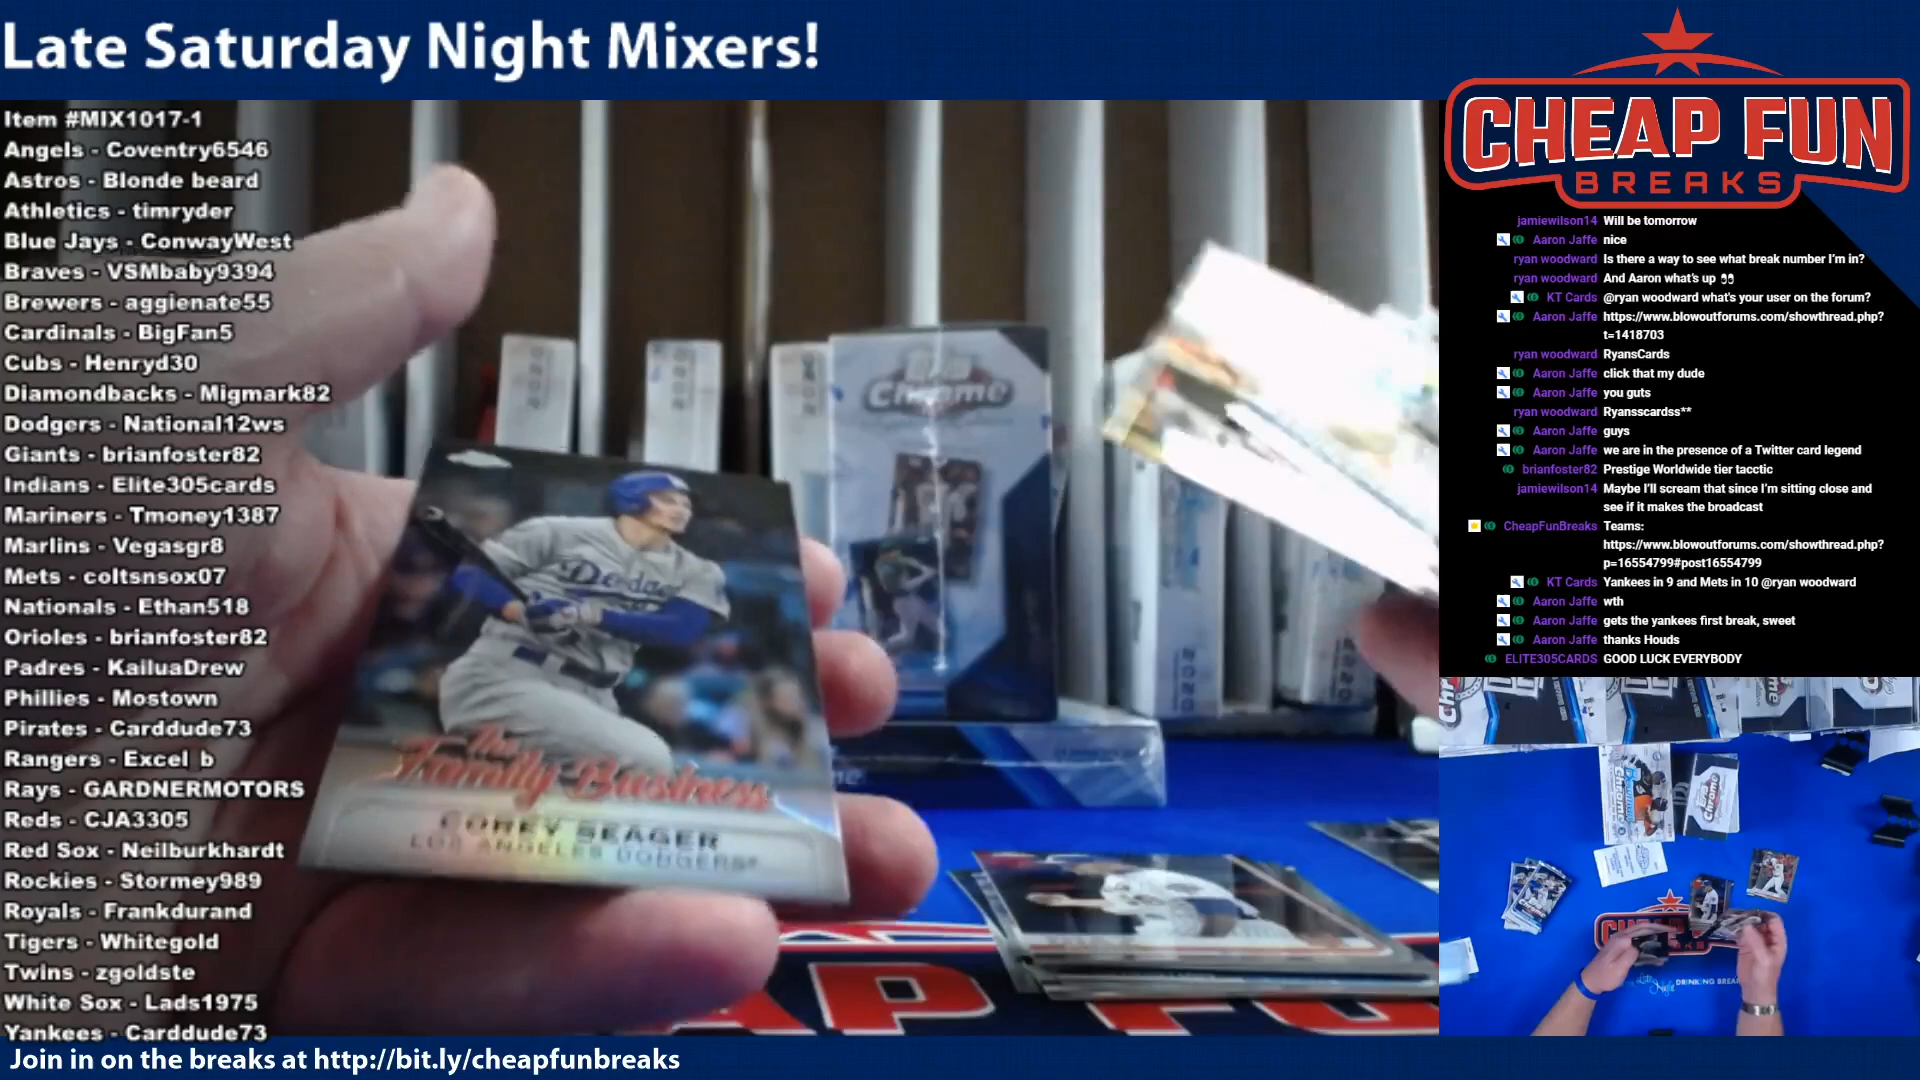 Late Saturday Night Mixers!
Item #MIX1017-1
Angels - Coventry6546
Astros - Blonde beard
Athletics - timryder
Blue Jays - ConwayWest
Braves - VSMbaby9394
Brewers - aggienate55
Cardinals - BigFan5
Cubs - Henryd30
Diamondbacks - Migmark82
Dodgers - National12ws
Giants - brianfoster82
Indians - Elite305cards
Mariners - Tmoney1387
Marlins - Vegasgr8
Mets - coltsnsox07
Nationals - Ethan518
Orioles - brianfoster82
Padres - KailuaDrew
Phillies - Mostown
Pirates - Carddude73
Rangers - Excel b
Rays - GARDNERMOTORS
Reds - CJA3305
Red Sox - Neilburkhardt
Rockies - Stormey989
Royals - Frankdurand
Tigers - Whitegold
Twins - zgoldste
White Sox - Lads1975
Yankees - Carddude73
Join in on the breaks at http://bit.ly/cheapfunbreaks
2020
2020
Chrome
Dodge
The
Family Business
COREY SEAGER
LOS ANGELES DODGERS
2020
2020
AP FU
CHEAP FUN
BREAKS
jamiewilson14 Will be tomorrow
Aaron Jaffe nice
ryan woodward Is there a way to see what break number I'm in?
ryan woodward And Aaron what's up 👀
KT Cards @ryan woodward what's your user on the forum?
Aaron Jaffe https://www.blowoutforums.com/showthread.php?
t=1418703
ryan woodward RyansCards
Aaron Jaffe click that my dude
Aaron Jaffe you guts
ryan woodward Ryansscardss**
Aaron Jaffe guys
Aaron Jaffe we are in the presence of a Twitter card legend
brianfoster82 Prestige Worldwide tier tacctic
jamiewilson14 Maybe I'll scream that since I'm sitting close and
see if it makes the broadcast
CheapFunBreaks Teams:
https://www.blowoutforums.com/showthread.php?
p=16554799#post16554799
KT Cards Yankees in 9 and Mets in 10 @ryan woodward
Aaron Jaffe wth
Aaron Jaffe gets the yankees first break, sweet
Aaron Jaffe thanks Houds
ELITE305CARDS GOOD LUCK EVERYBODY
Chrome
DRINKING BREA